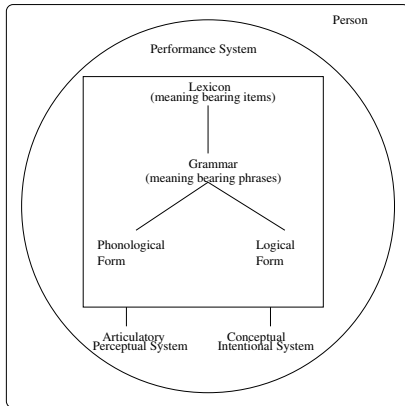 Person
Performance System
Lexicon
(meaning bearing items)
Grammar
(meaning bearing phrases)
Phonological
Form
Logical
Form
Articulatory
Perceptual System
Conceptual
Intentional System